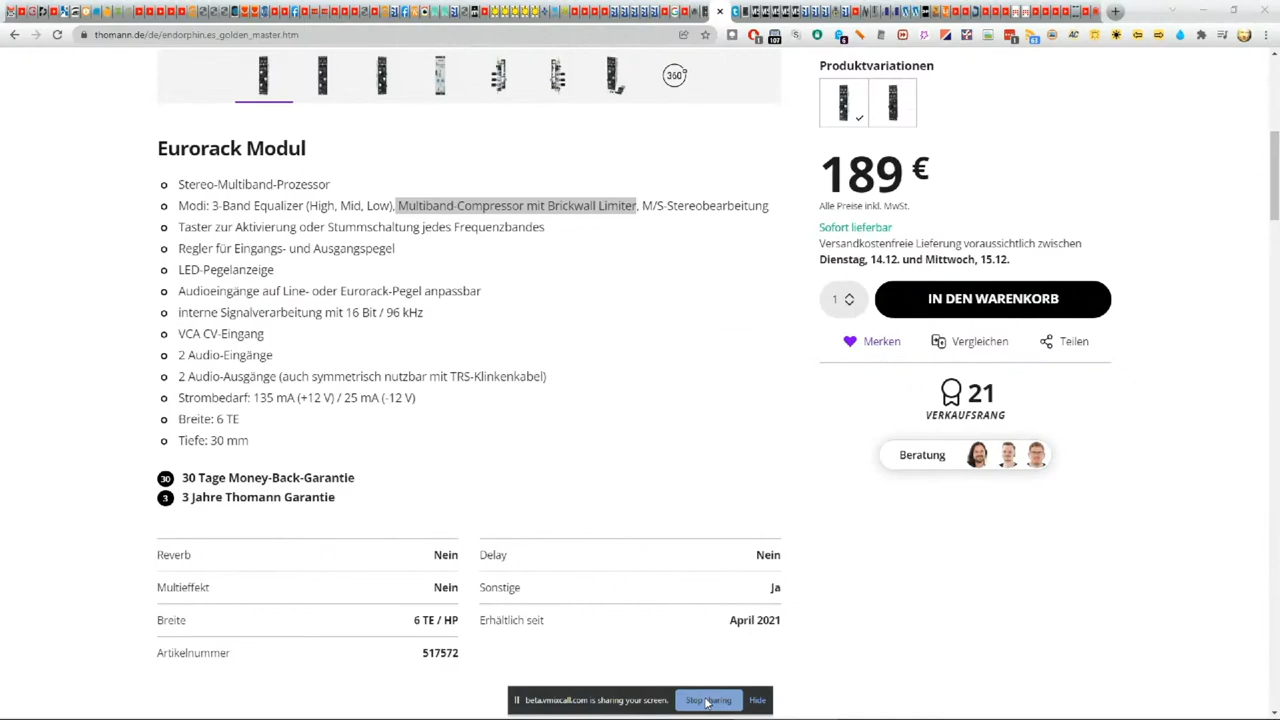 thomann.de/de/endorphin.es_golden_master.htm
360°
Produktvariationen
Eurorack Modul
189 €
Alle Preise inkl. MwSt.
Stereo-Multiband-Prozessor
Modi: 3-Band Equalizer (High, Mid, Low), Multiband-Compressor mit Brickwall Limiter, M/S-Stereobearbeitung
Taster zur Aktivierung oder Stummschaltung jedes Frequenzbandes
Regler für Eingangs- und Ausgangspegel
LED-Pegelanzeige
Audioeingänge auf Line- oder Eurorack-Pegel anpassbar
interne Signalverarbeitung mit 16 Bit / 96 kHz
VCA CV-Eingang
2 Audio-Eingänge
2 Audio-Ausgänge (auch symmetrisch nutzbar mit TRS-Klinkenkabel)
Strombedarf: 135 mA (+12 V) / 25 mA (-12 V)
Breite: 6 TE
Tiefe: 30 mm
Sofort lieferbar
Versandkostenfreie Lieferung voraussichtlich zwischen
Dienstag, 14.12. und Mittwoch, 15.12.
1
IN DEN WARENKORB
Merken
Vergleichen
Teilen
21
VERKAUFSRANG
Beratung
30 30 Tage Money-Back-Garantie
3 3 Jahre Thomann Garantie
Reverb Nein Delay Nein
Multieffekt Nein Sonstige Ja
Breite 6 TE / HP Erhältlich seit April 2021
Artikelnummer 517572
beta.vmixcall.com is sharing your screen. Stop sharing Hide